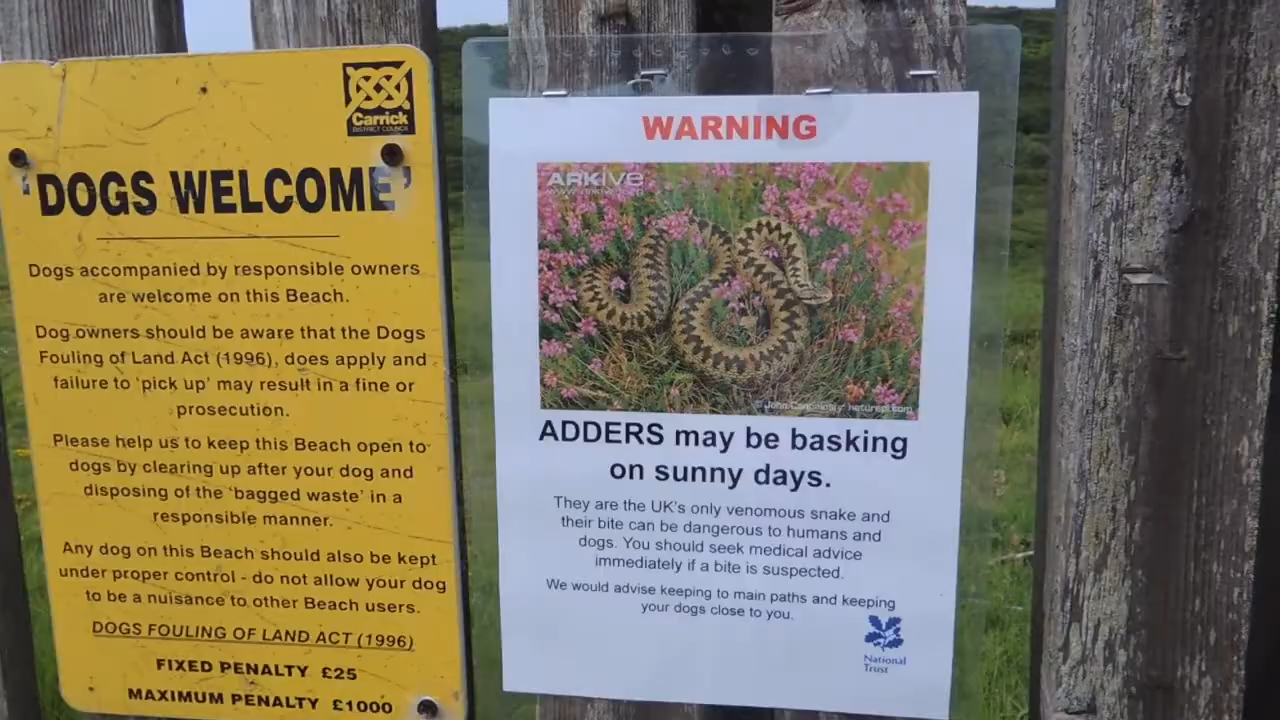 Carrick
DISTRICT COUNCIL
'DOGS WELCOME'
Dogs accompanied by responsible owners
are welcome on this Beach.
Dog owners should be aware that the Dogs
Fouling of Land Act (1996), does apply and
failure to 'pick up' may result in a fine or
prosecution.
Please help us to keep this Beach open to
dogs by clearing up after your dog and
disposing of the 'bagged waste' in a
responsible manner.
Any dog on this Beach should also be kept
under proper control - do not allow your dog
to be a nuisance to other Beach users.
DOGS FOULING OF LAND ACT (1996)
FIXED PENALTY £25
MAXIMUM PENALTY £1000
WARNING
ARKIVE
© John Cancalosi / naturepl.com
ADDERS may be basking
on sunny days.
They are the UK's only venomous snake and
their bite can be dangerous to humans and
dogs. You should seek medical advice
immediately if a bite is suspected.
We would advise keeping to main paths and keeping
your dogs close to you.
National
Trust